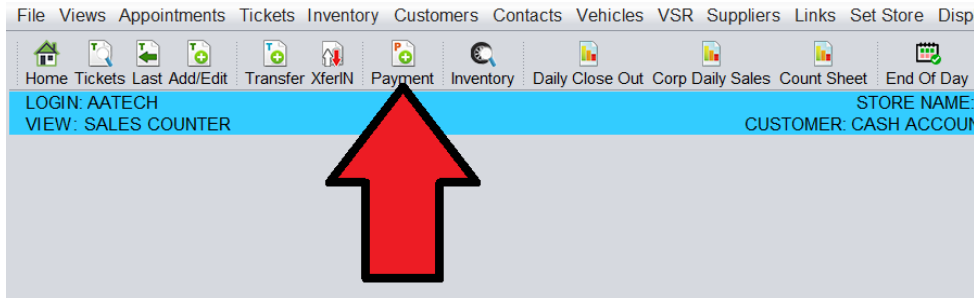 File Views Appointments Tickets Inventory Customers Contacts Vehicles VSR Suppliers Links Set Store Disp
Home Tickets Last Add/Edit Transfer XferIN Payment Inventory Daily Close Out Corp Daily Sales Count Sheet End Of Day
LOGIN: AATECH STORE NAME:
VIEW: SALES COUNTER CUSTOMER: CASH ACCOUN